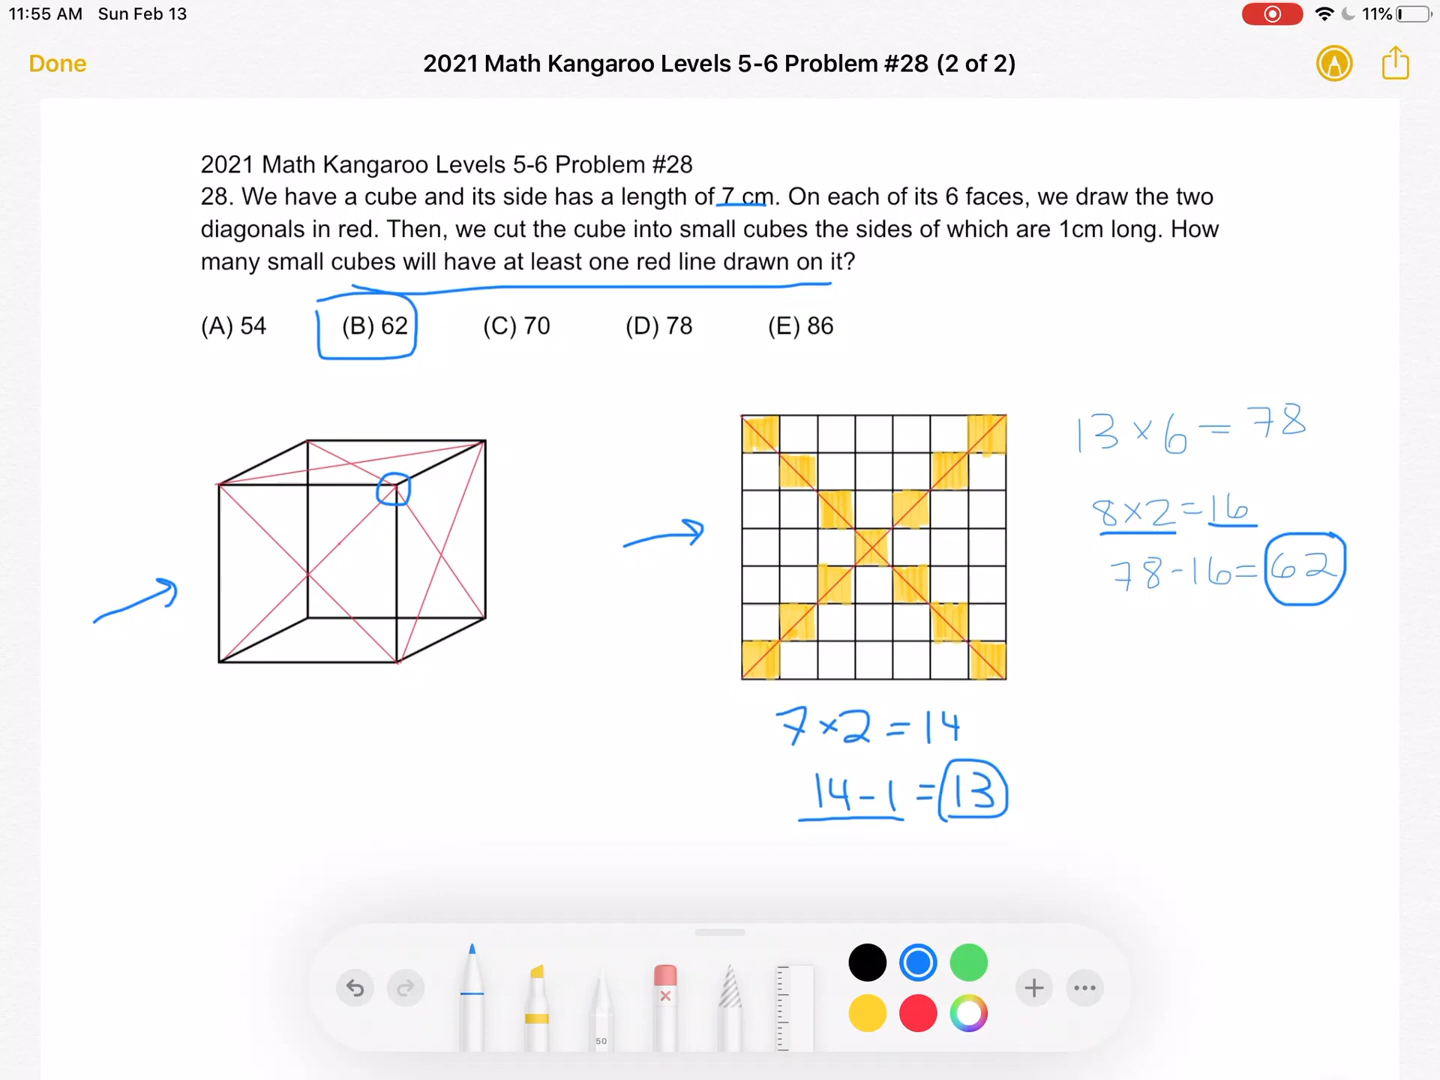 11:55 AM Sun Feb 13
11%
Done
2021 Math Kangaroo Levels 5-6 Problem #28 (2 of 2)
2021 Math Kangaroo Levels 5-6 Problem #28
28. We have a cube and its side has a length of 7 cm. On each of its 6 faces, we draw the two
diagonals in red. Then, we cut the cube into small cubes the sides of which are 1cm long. How
many small cubes will have at least one red line drawn on it?
(A) 54 (B) 62 (C) 70 (D) 78 (E) 86
13 × 6 = 78
8 × 2 = 16
78 - 16 = 62
7 × 2 = 14
14 - 1 = 13
50